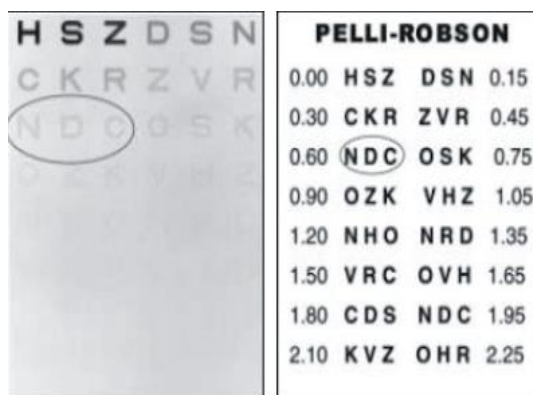 H S Z D S N
C K R Z V R
N D C O S K
O Z K V H Z
PELLI-ROBSON
0.00 HSZ DSN 0.15
0.30 CKR ZVR 0.45
0.60 NDC OSK 0.75
0.90 OZK VHZ 1.05
1.20 NHO NRD 1.35
1.50 VRC OVH 1.65
1.80 CDS NDC 1.95
2.10 KVZ OHR 2.25